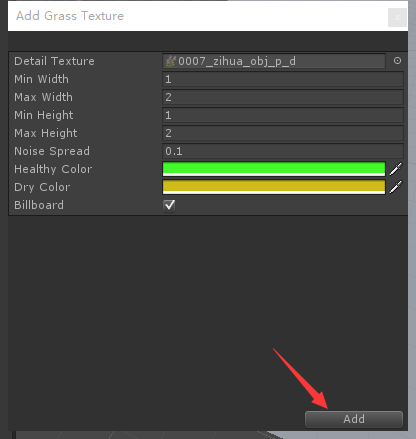 Add Grass Texture
x
Detail Texture 0007_zihua_obj_p_d
Min Width 1
Max Width 2
Min Height 1
Max Height 2
Noise Spread 0.1
Healthy Color
Dry Color
Billboard
Add